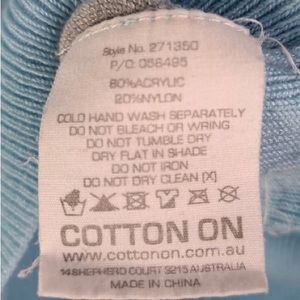 Style No. 271350
P/O: 056495
80%ACRYLIC
20%NYLON
COLD HAND WASH SEPARATELY
DO NOT BLEACH OR WRING
DO NOT TUMBLE DRY
DRY FLAT IN SHADE
DO NOT IRON
DO NOT DRY CLEAN [X]
COTTON ON
www.cottonon.com.au
14 SHEPHERD COURT 3215 AUSTRALIA
MADE IN CHINA